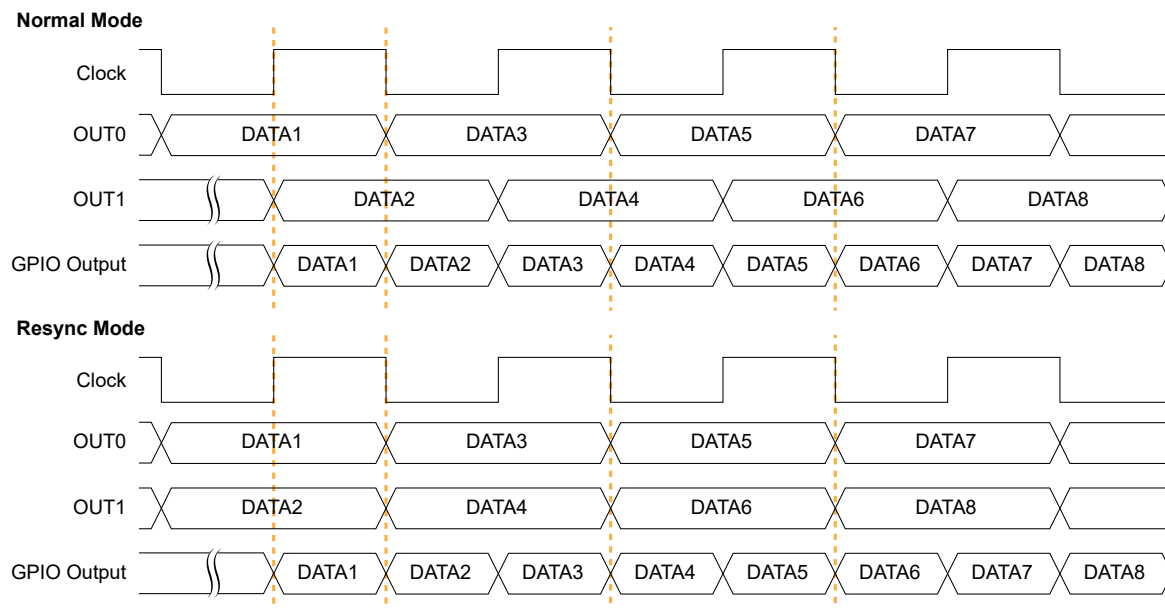 Normal Mode
Clock
OUT0 DATA1 DATA3 DATA5 DATA7
OUT1 DATA2 DATA4 DATA6 DATA8
GPIO Output DATA1 DATA2 DATA3 DATA4 DATA5 DATA6 DATA7 DATA8
Resync Mode
Clock
OUT0 DATA1 DATA3 DATA5 DATA7
OUT1 DATA2 DATA4 DATA6 DATA8
GPIO Output DATA1 DATA2 DATA3 DATA4 DATA5 DATA6 DATA7 DATA8